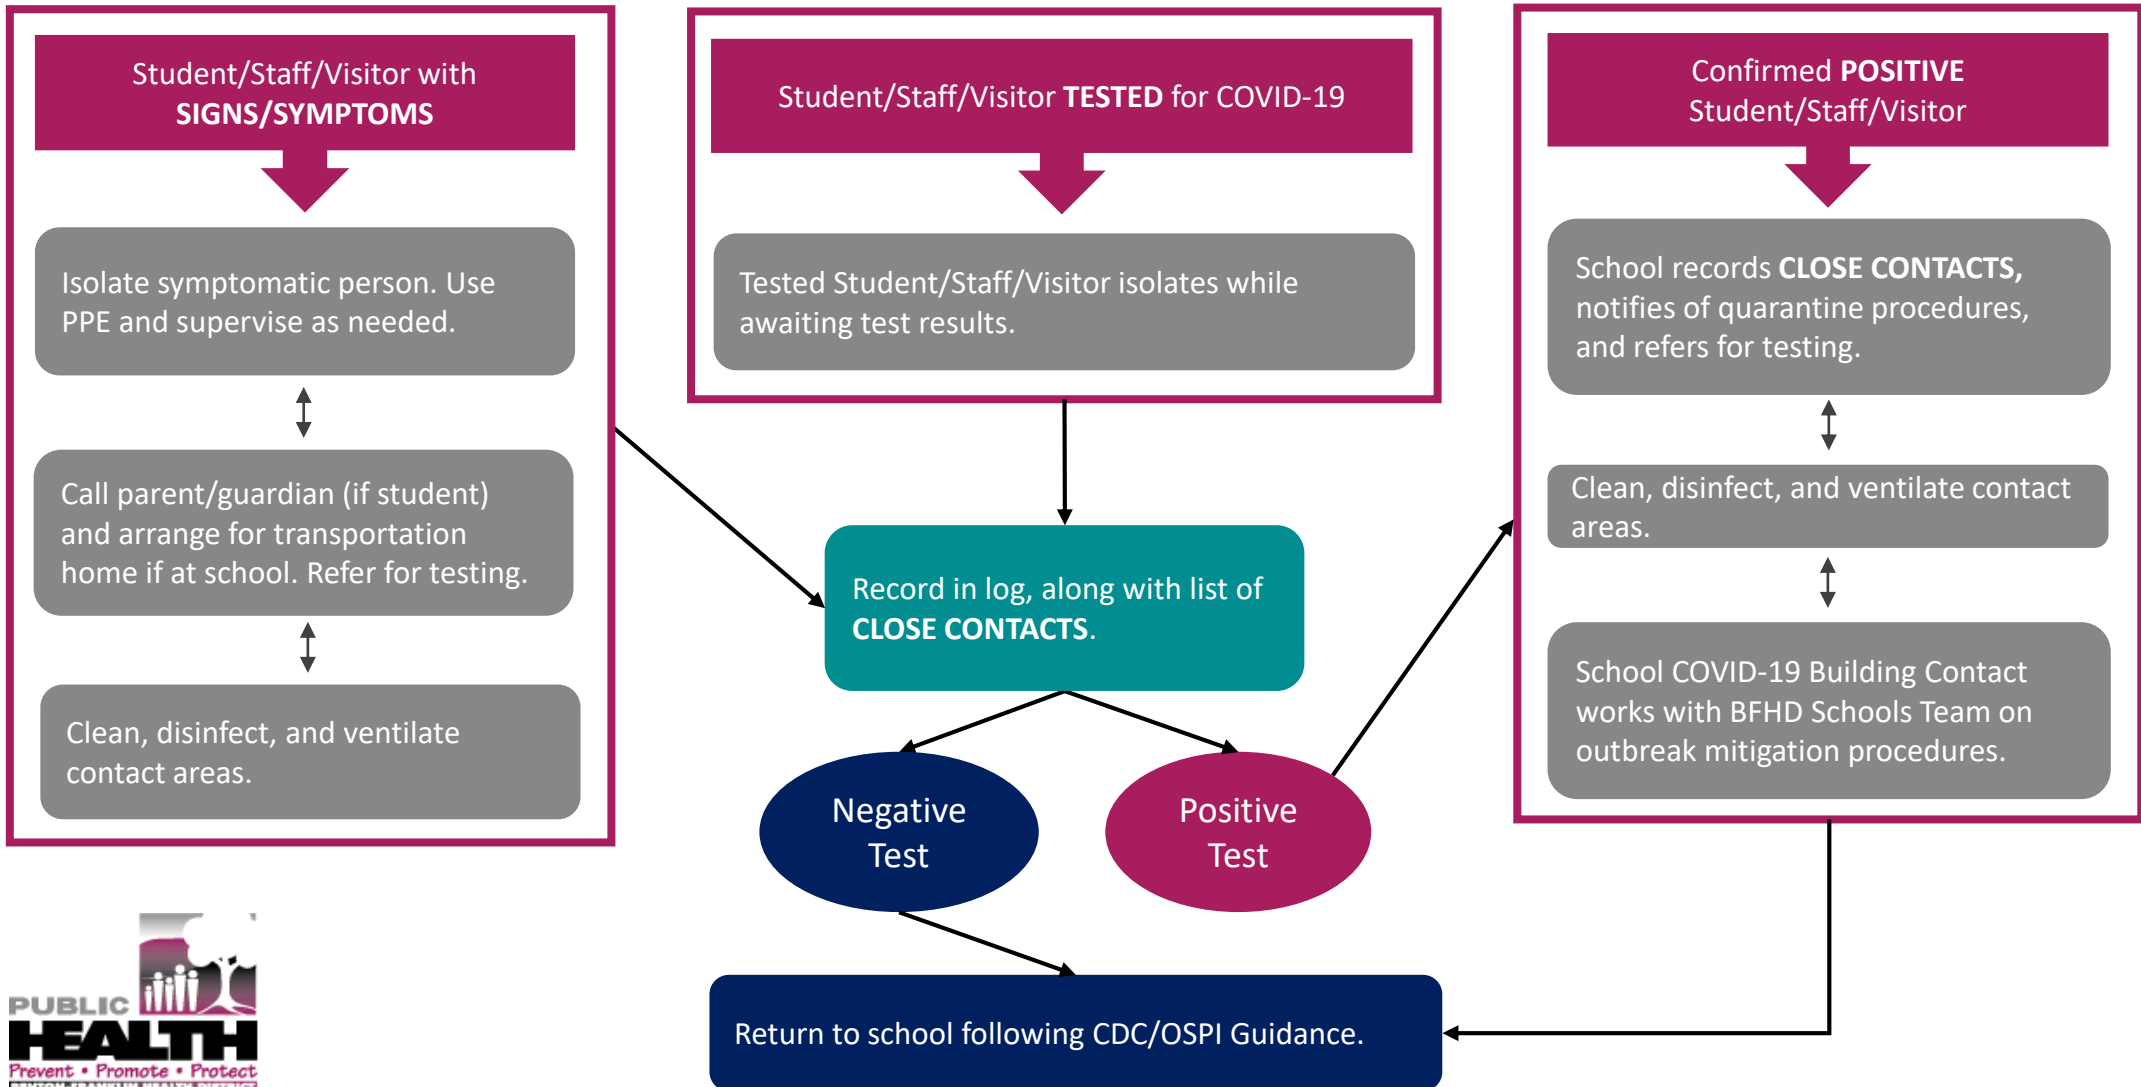 Student/Staff/Visitor with
SIGNS/SYMPTOMS
Isolate symptomatic person. Use
PPE and supervise as needed.
Call parent/guardian (if student)
and arrange for transportation
home if at school. Refer for testing.
Clean, disinfect, and ventilate
contact areas.
Student/Staff/Visitor TESTED for COVID-19
Tested Student/Staff/Visitor isolates while
awaiting test results.
Record in log, along with list of
CLOSE CONTACTS.
Negative
Test
Positive
Test
Return to school following CDC/OSPI Guidance.
Confirmed POSITIVE
Student/Staff/Visitor
School records CLOSE CONTACTS,
notifies of quarantine procedures,
and refers for testing.
Clean, disinfect, and ventilate contact
areas.
School COVID-19 Building Contact
works with BFHD Schools Team on
outbreak mitigation procedures.
PUBLIC
HEALTH
Prevent • Promote • Protect
BENTON-FRANKLIN HEALTH DISTRICT